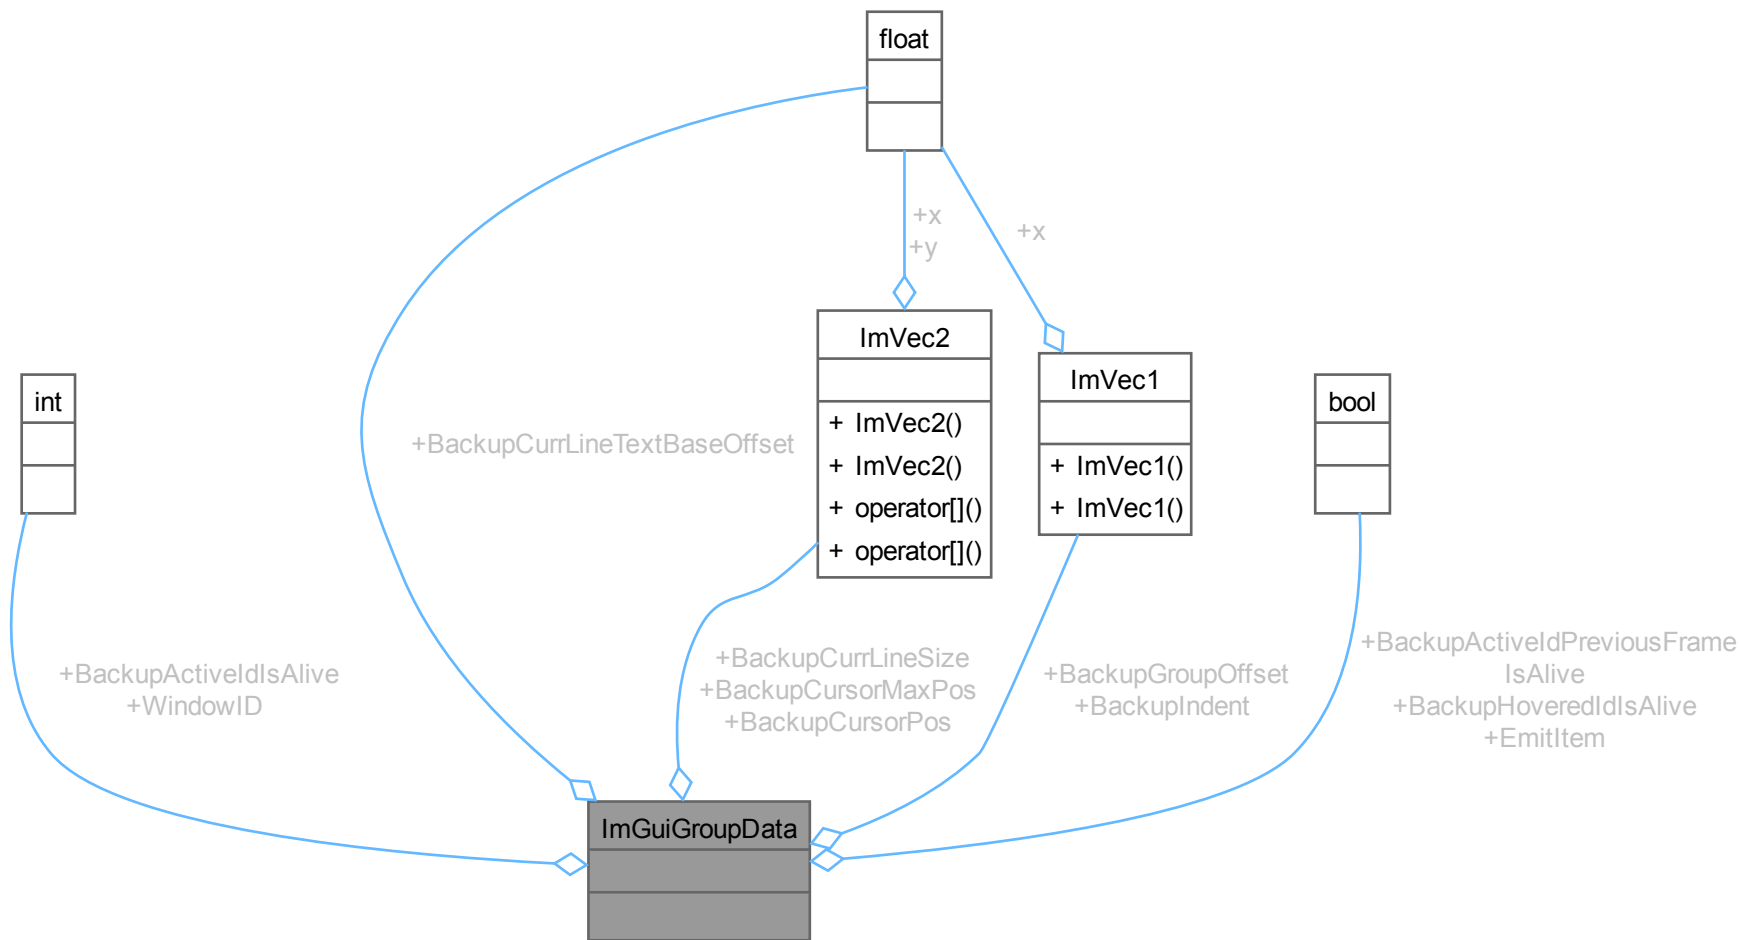 float
+x
+y
+x
ImVec2
+ ImVec2()
+ ImVec2()
+ operator[]()
+ operator[]()
ImVec1
+ ImVec1()
+ ImVec1()
int
bool
+BackupCurrLineTextBaseOffset
+BackupActiveIdIsAlive
+WindowID
+BackupCurrLineSize
+BackupCursorMaxPos
+BackupCursorPos
+BackupGroupOffset
+BackupIndent
+BackupActiveIdPreviousFrame
IsAlive
+BackupHoveredIdIsAlive
+EmitItem
ImGuiGroupData